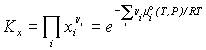 K_x = ∏_i x_i^{ν_i} = e^{-∑_i ν_i μ_i^o (T, P) / RT}